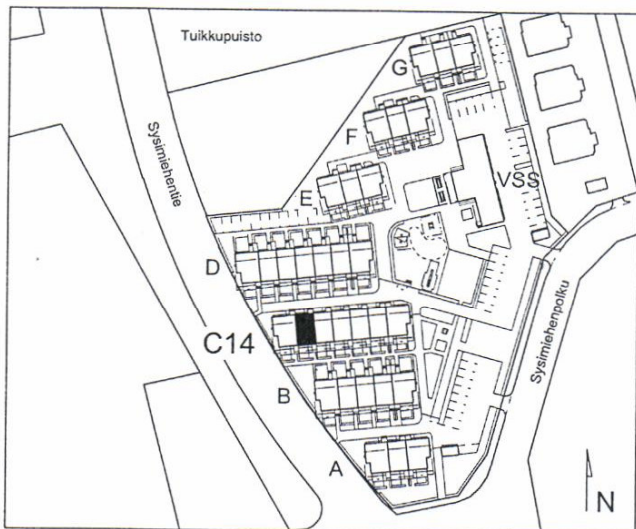 Tuikkupuisto
G
F
Sysimiehentie
VSS
E
D
C14
Sysimiehenpolku
B
A
N